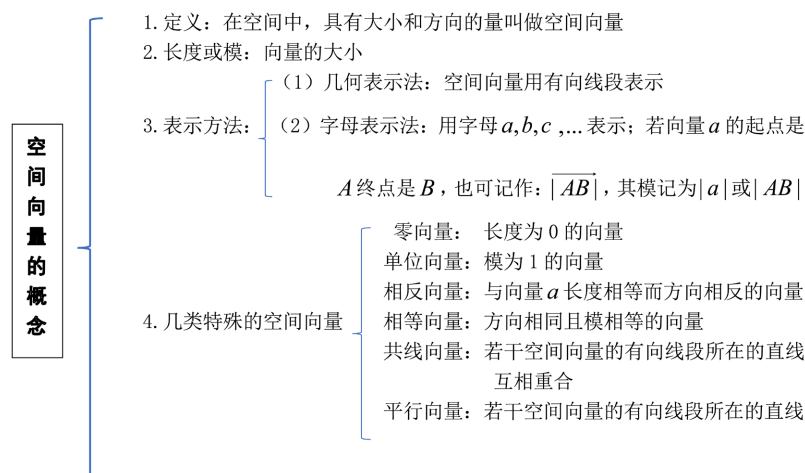 空间向量的概念
1.定义：在空间中，具有大小和方向的量叫做空间向量
2.长度或模：向量的大小
3.表示方法：
（1）几何表示法：空间向量用有向线段表示
（2）字母表示法：用字母a,b,c ,...表示；若向量a的起点是
A终点是B，也可记作：|\overrightarrow{AB}|，其模记为|a|或|AB|
4.几类特殊的空间向量
零向量： 长度为0的向量
单位向量：模为1的向量
相反向量：与向量a长度相等而方向相反的向量
相等向量：方向相同且模相等的向量
共线向量：若干空间向量的有向线段所在的直线
互相重合
平行向量：若干空间向量的有向线段所在的直线